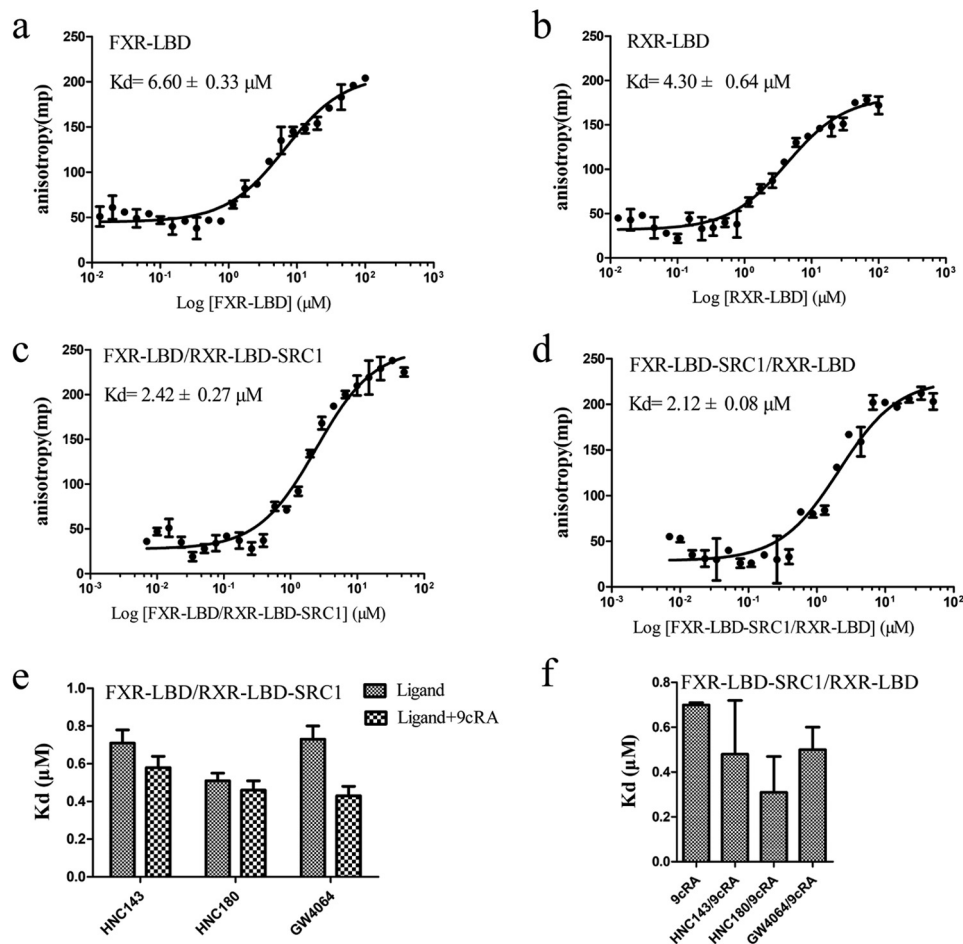 a
FXR-LBD
Kd= 6.60 ± 0.33 μM
anisotropy(mp)
250
200
150
100
50
0
10-2 10-1 100 101 102 103
Log [FXR-LBD] (μM)
b
RXR-LBD
Kd= 4.30 ± 0.64 μM
anisotropy(mp)
250
200
150
100
50
0
10-2 10-1 100 101 102 103
Log [RXR-LBD] (μM)
c
FXR-LBD/RXR-LBD-SRC1
Kd= 2.42 ± 0.27 μM
anisotropy(mp)
250
200
150
100
50
0
10-3 10-2 10-1 100 101 102
Log [FXR-LBD/RXR-LBD-SRC1] (μM)
d
FXR-LBD-SRC1/RXR-LBD
Kd= 2.12 ± 0.08 μM
anisotropy(mp)
250
200
150
100
50
0
10-3 10-2 10-1 100 101 102
Log [FXR-LBD-SRC1/RXR-LBD] (μM)
e
FXR-LBD/RXR-LBD-SRC1
Ligand
Ligand+9cRA
Kd (μM)
1.0
0.8
0.6
0.4
0.2
0.0
HNC143 HNC180 GW4064
f
FXR-LBD-SRC1/RXR-LBD
Kd (μM)
0.8
0.6
0.4
0.2
0.0
9cRA HNC143/9cRA HNC180/9cRA GW4064/9cRA